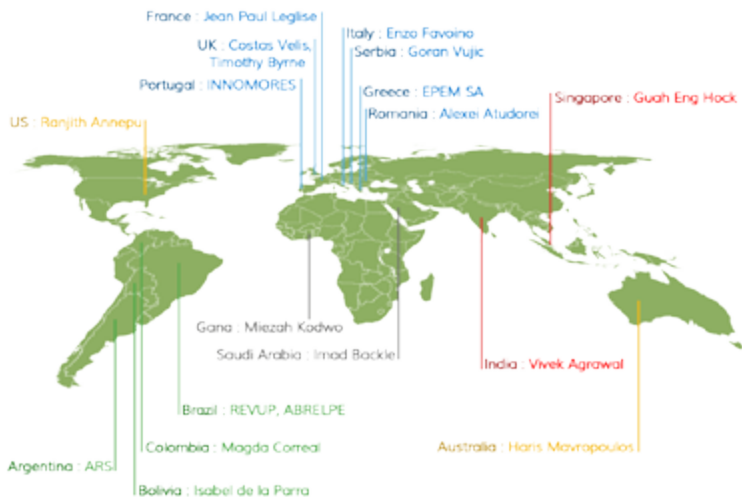 France : Jean Paul Leglise
Italy : Enzo Favoino
UK : Costas Velis,
Timothy Byrne
Serbia : Goran Vujic
Portugal : INNOMORES
Greece : EPEM SA
Singapore : Guah Eng Hock
Romania : Alexei Atudorei
US : Ranjith Annepu
Gana : Miezah Kodwo
Saudi Arabia : Imad Backle
India : Vivek Agrawal
Brazil : REVUP, ABRELPE
Colombia : Magda Correal
Australia : Haris Mavropoulos
Argentina : ARS
Bolivia : Isabel de la Parra